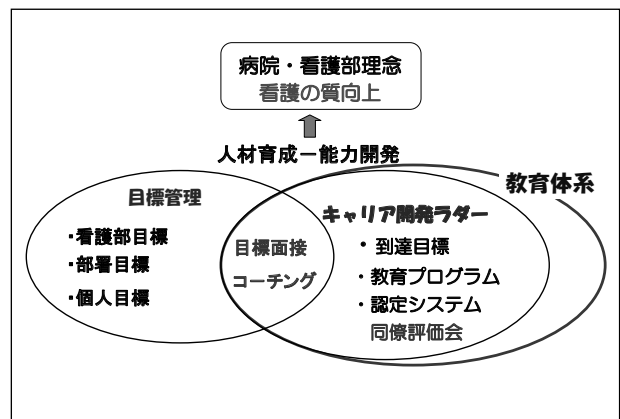 病院・看護部理念
看護の質向上
人材育成－能力開発
教育体系
目標管理
・看護部目標
・部署目標
・個人目標
目標面接
コーチング
キャリア開発ラダー
・到達目標
・教育プログラム
・認定システム
同僚評価会